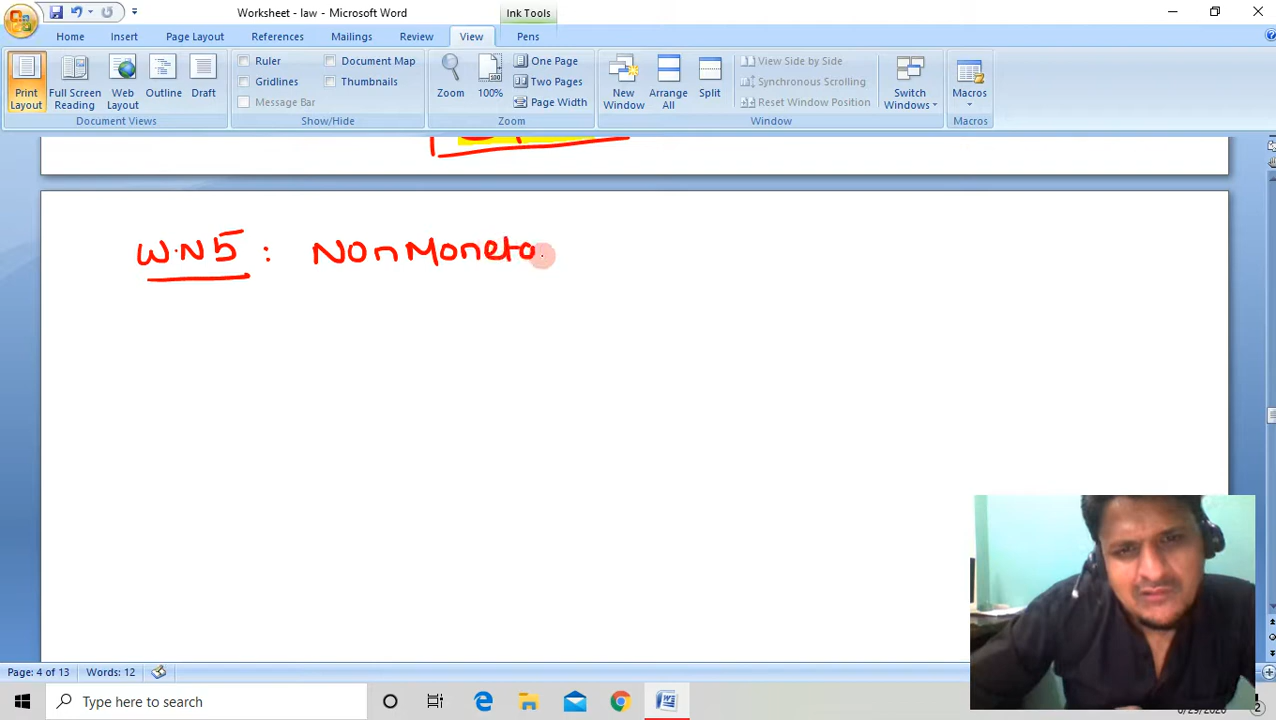 Worksheet - law - Microsoft Word
Ink Tools
Home Insert Page Layout References Mailings Review View Pens
Print Layout
Full Screen Reading
Web Layout
Outline
Draft
Document Views
Ruler
Gridlines
Message Bar
Document Map
Thumbnails
Show/Hide
Zoom
100%
One Page
Two Pages
Page Width
Zoom
New Window
Arrange All
Split
View Side by Side
Synchronous Scrolling
Reset Window Position
Switch Windows
Window
Macros
Macros
W.N 5 : NonMoneta
Page: 4 of 13 Words: 12
Type here to search